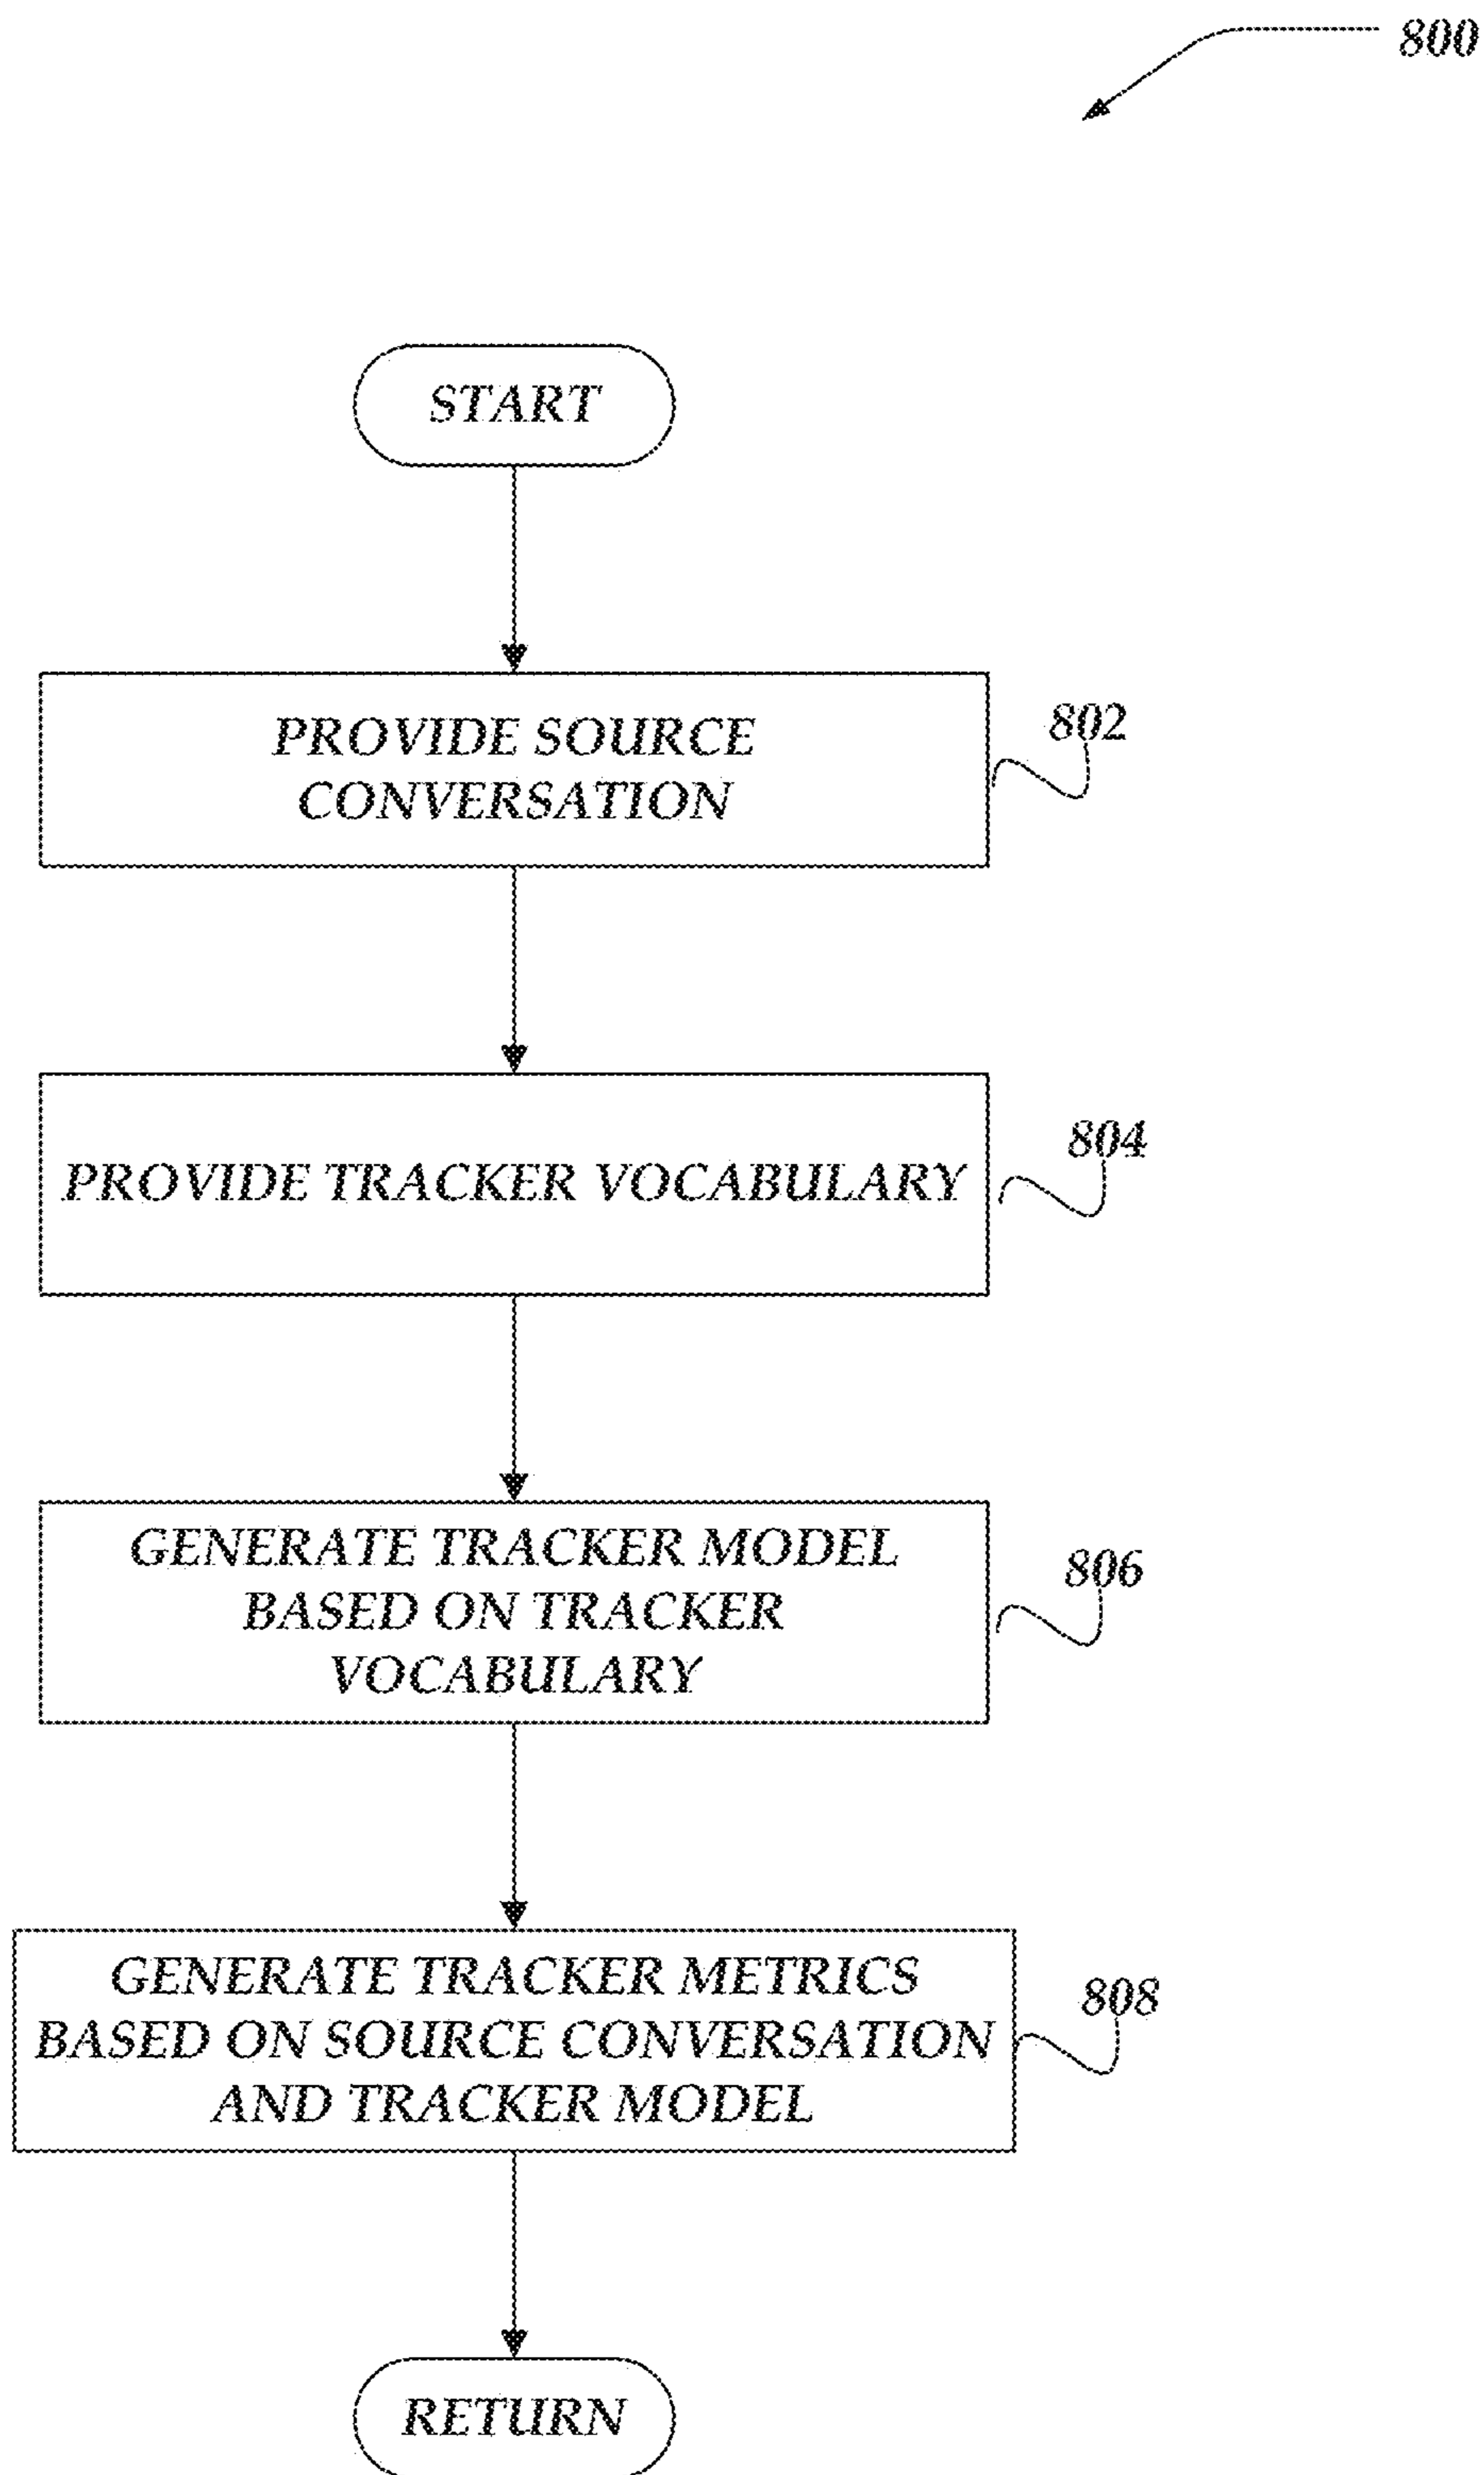 800
START
PROVIDE SOURCE
CONVERSATION
802
PROVIDE TRACKER VOCABULARY
804
GENERATE TRACKER MODEL
BASED ON TRACKER
VOCABULARY
806
GENERATE TRACKER METRICS
BASED ON SOURCE CONVERSATION
AND TRACKER MODEL
808
RETURN